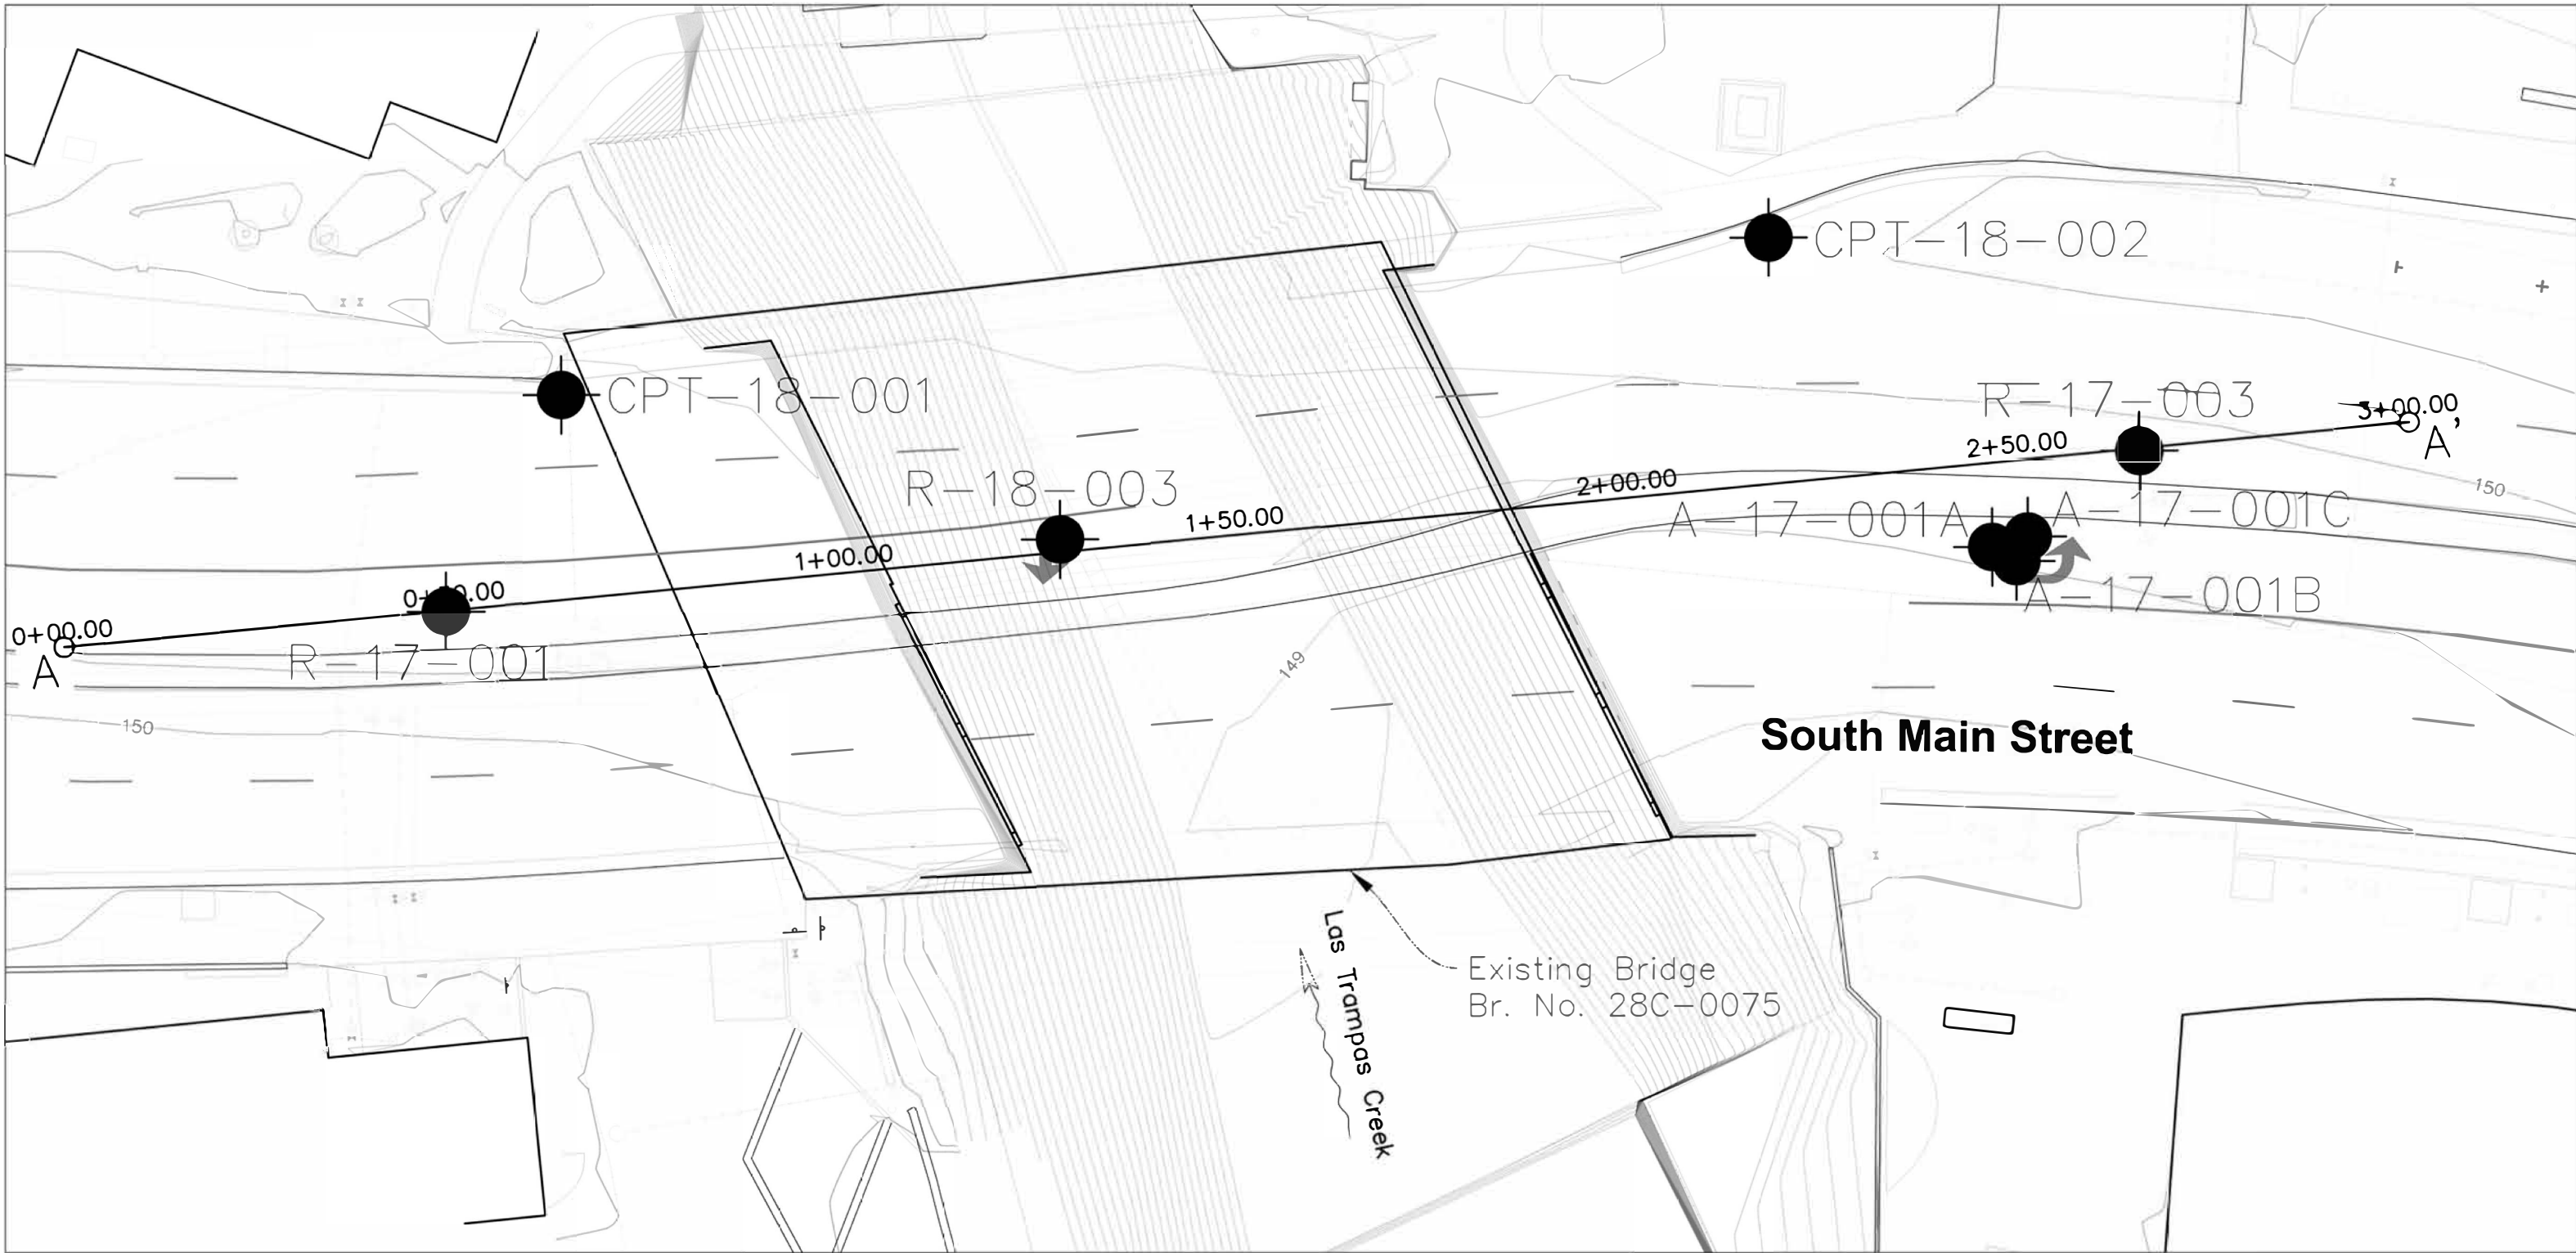 CPT-18-002
CPT-18-001
R-17-003
3+00.00
A'
2+50.00
150
R-18-003
2+00.00
1+50.00
A-17-001A
A-17-001C
1+00.00
A-17-001B
0+00.00
A
R-17-001
149
150
South Main Street
Las Trampas Creek
Existing Bridge
Br. No. 28C-0075